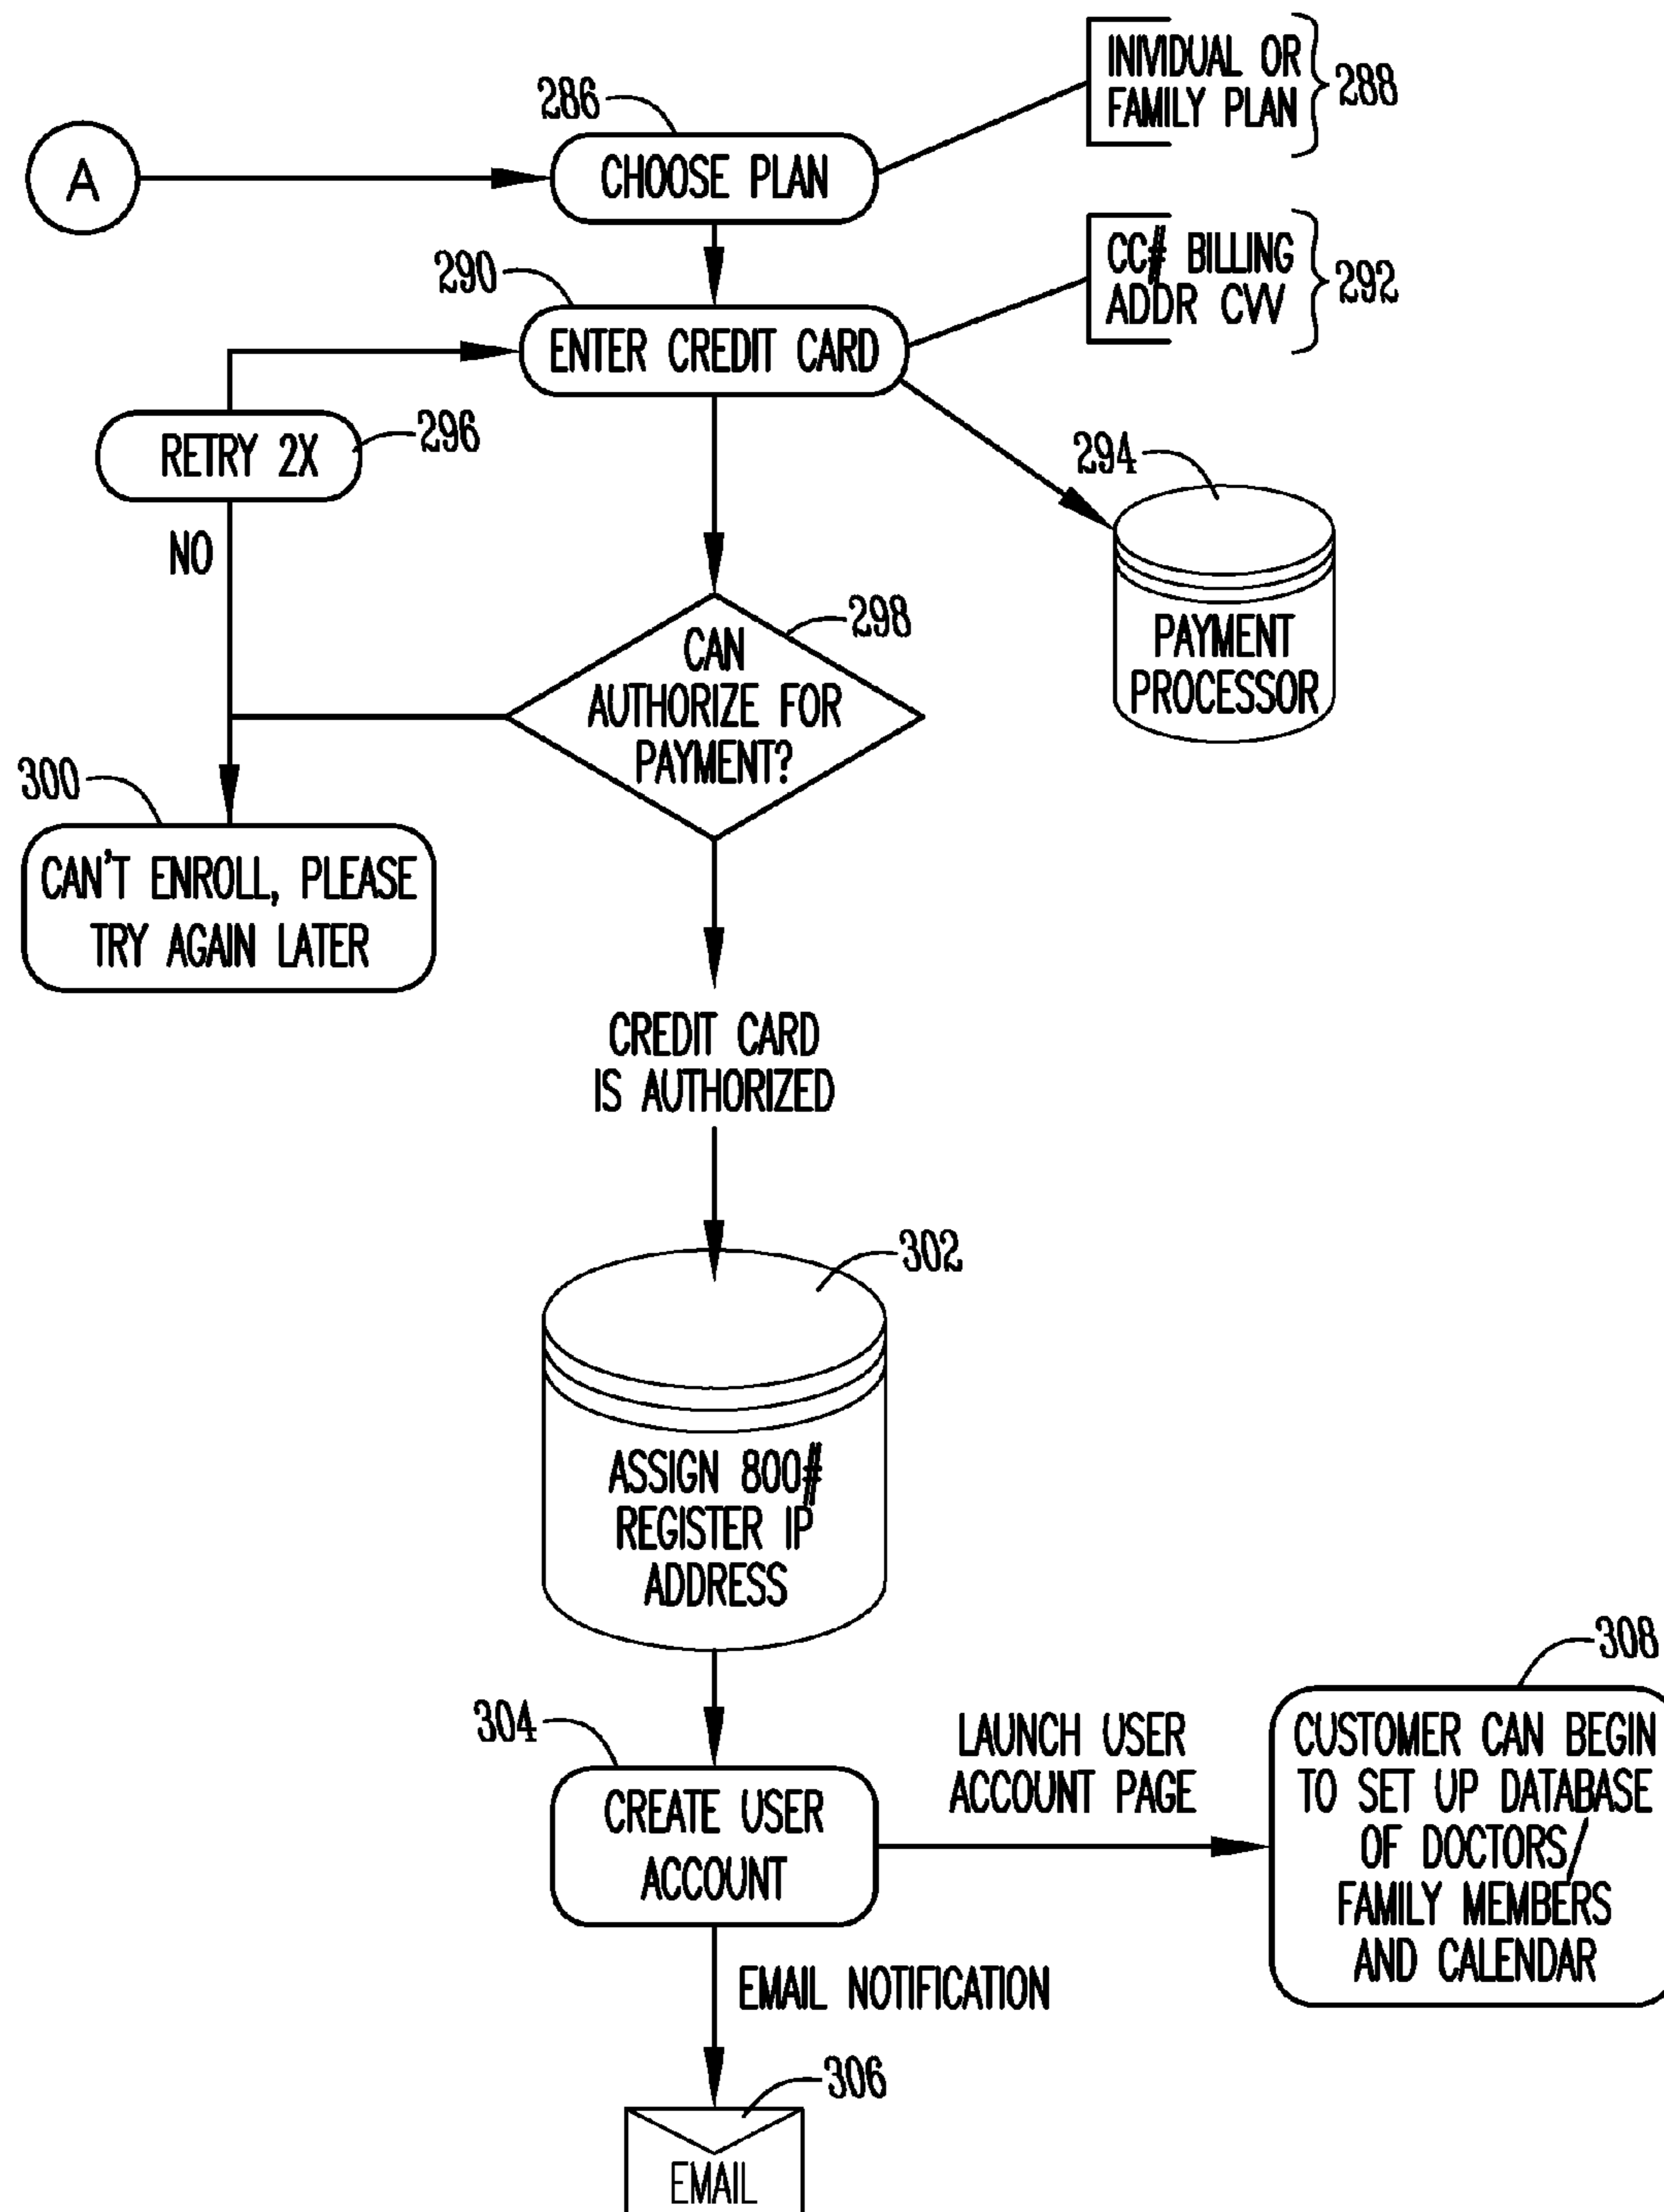 INIVIDUAL OR
FAMILY PLAN
288
286
A
CHOOSE PLAN
CC# BILLING
ADDR CVV
292
290
ENTER CREDIT CARD
RETRY 2X
296
294
NO
PAYMENT
PROCESSOR
298
CAN
AUTHORIZE FOR
PAYMENT?
300
CAN'T ENROLL, PLEASE
TRY AGAIN LATER
CREDIT CARD
IS AUTHORIZED
302
ASSIGN 800#
REGISTER IP
ADDRESS
304
CREATE USER
ACCOUNT
LAUNCH USER
ACCOUNT PAGE
308
CUSTOMER CAN BEGIN
TO SET UP DATABASE
OF DOCTORS/
FAMILY MEMBERS
AND CALENDAR
EMAIL NOTIFICATION
306
EMAIL